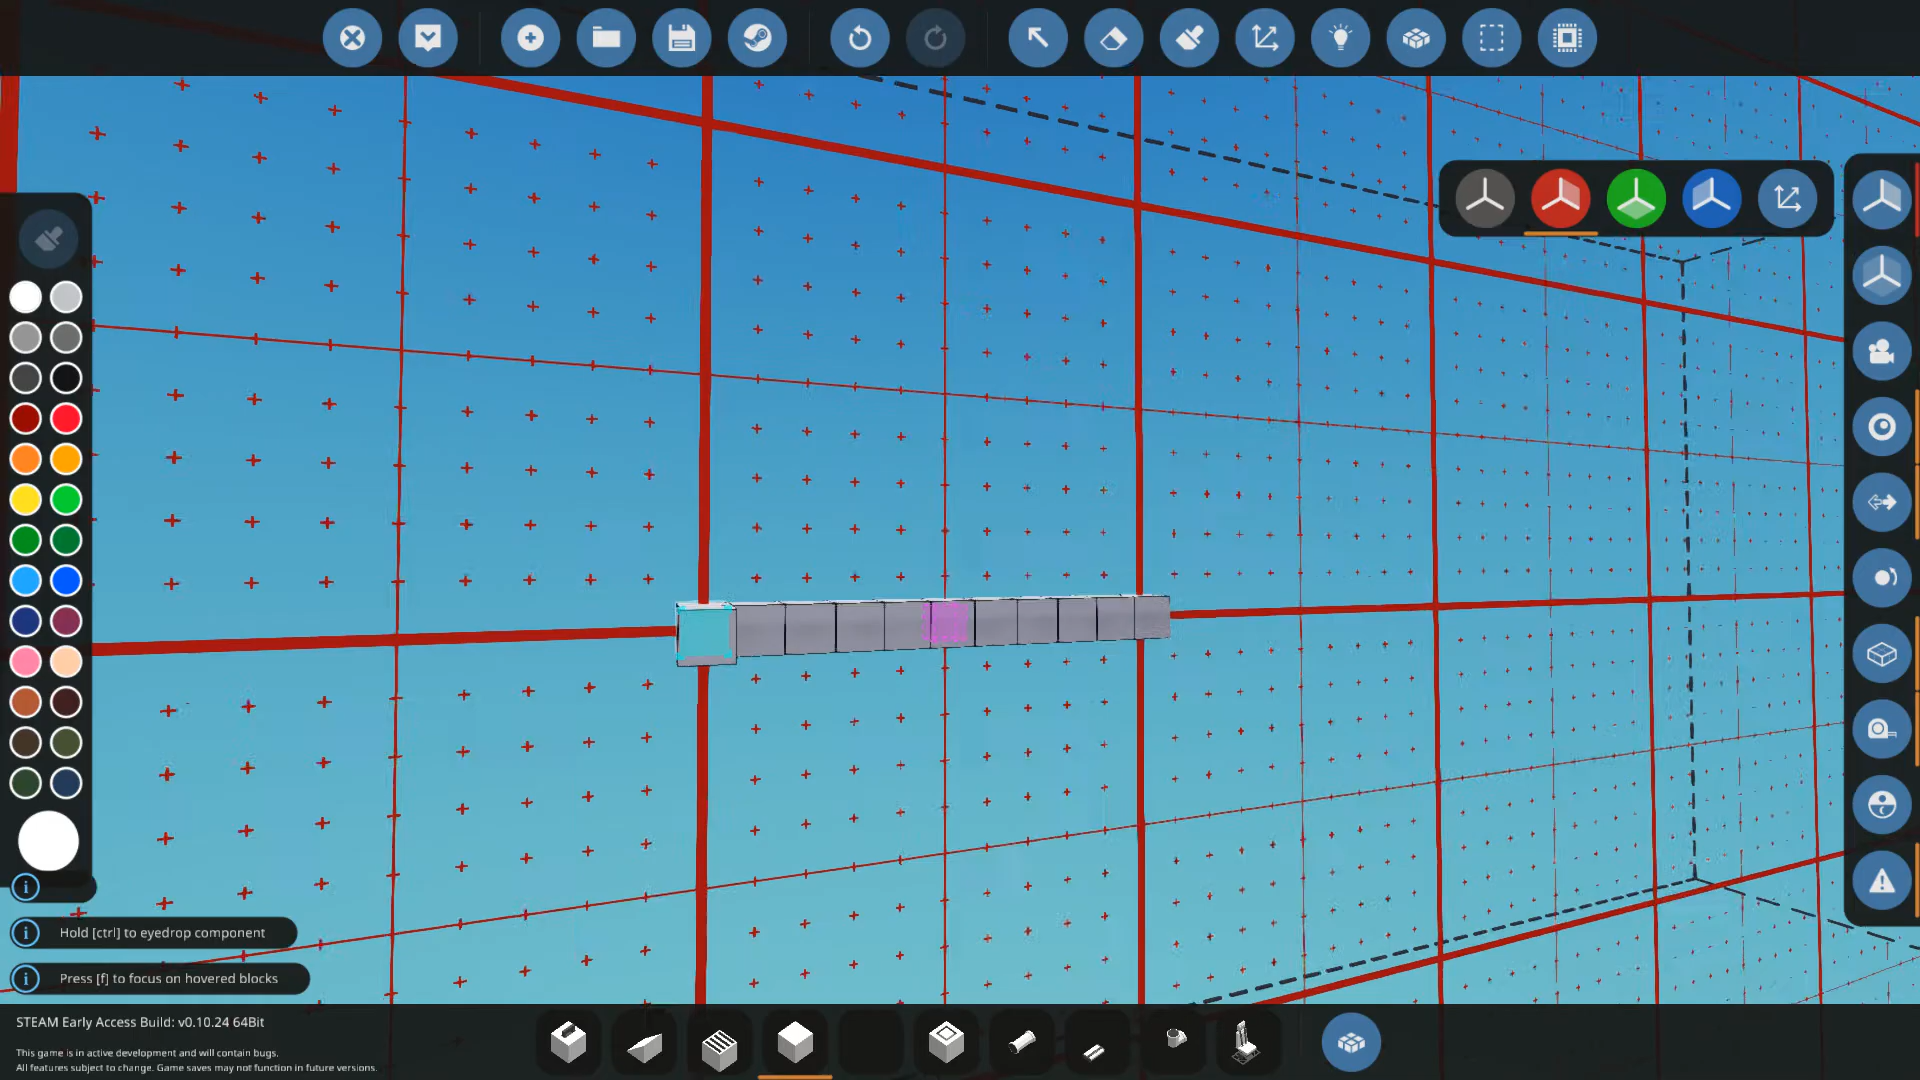 Hold [ctrl] to eyedrop component
Press [f] to focus on hovered blocks
STEAM Early Access Build: v0.10.24 64Bit
This game is in active development and will contain bugs.
All features subject to change. Game saves may not function in future versions.